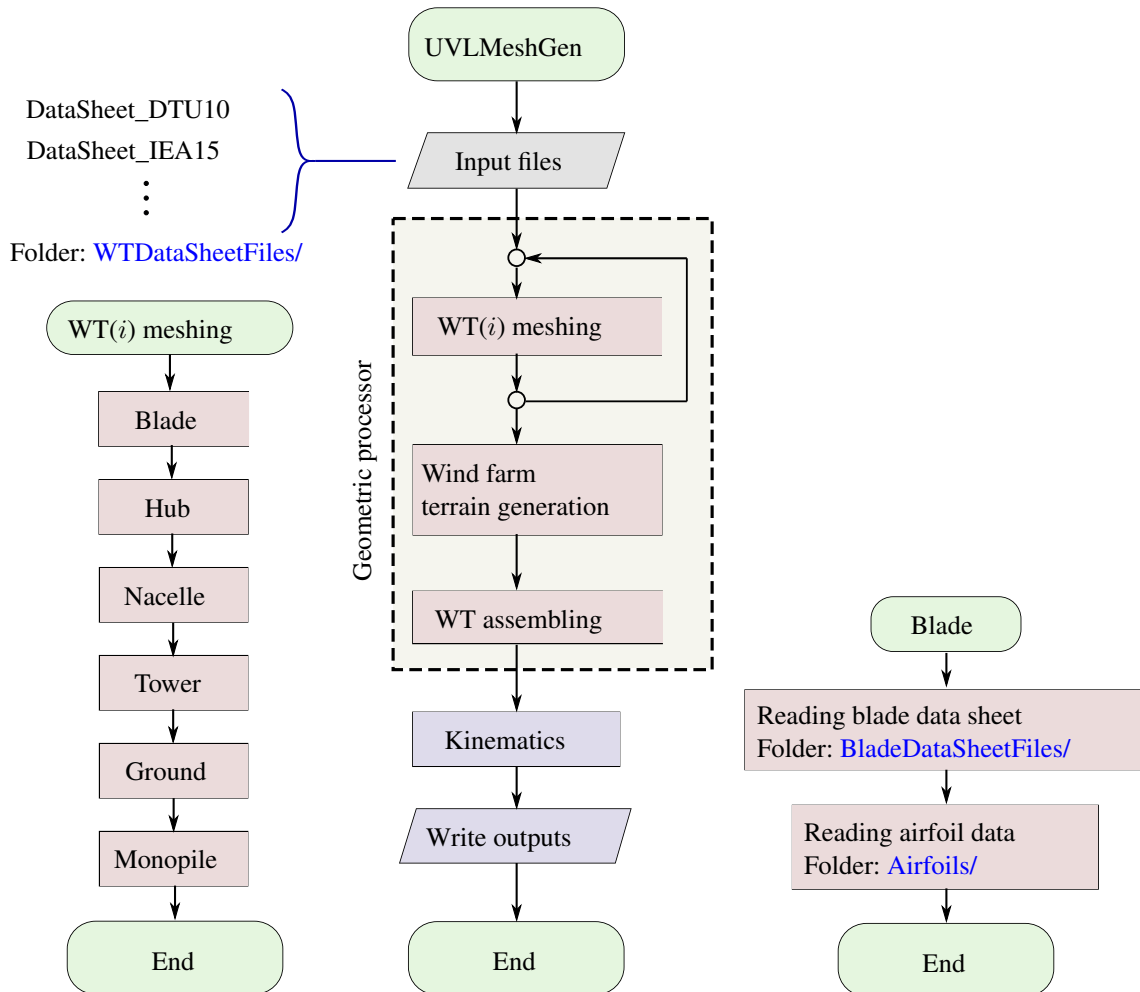 UVLMeshGen
DataSheet_DTU10
DataSheet_IEA15
Folder: WTDataSheetFiles/
Input files
Geometric processor
WT(i) meshing
Wind farm
terrain generation
WT assembling
Kinematics
Write outputs
End
WT(i) meshing
Blade
Hub
Nacelle
Tower
Ground
Monopile
End
Blade
Reading blade data sheet
Folder: BladeDataSheetFiles/
Reading airfoil data
Folder: Airfoils/
End